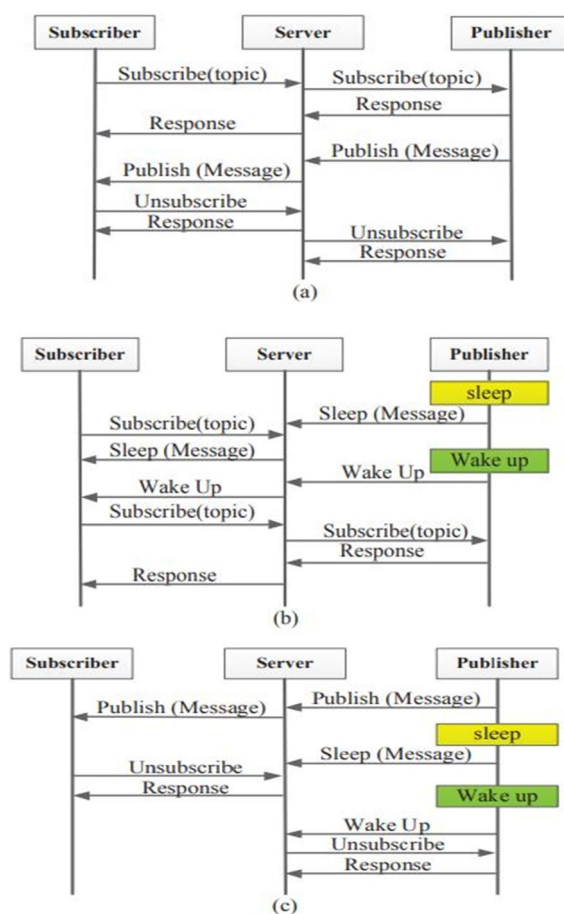 Subscriber Server Publisher
Subscribe(topic) Subscribe(topic)
Response
Response
Publish (Message)
Publish (Message)
Unsubscribe
Response
Unsubscribe
Response
(a)
Subscriber Server Publisher
sleep
Sleep (Message)
Subscribe(topic)
Sleep (Message)
Wake up
Wake Up
Wake Up
Subscribe(topic)
Subscribe(topic)
Response
Response
(b)
Subscriber Server Publisher
Publish (Message)
Publish (Message)
sleep
Sleep (Message)
Unsubscribe
Response
Wake up
Wake Up
Unsubscribe
Response
(c)